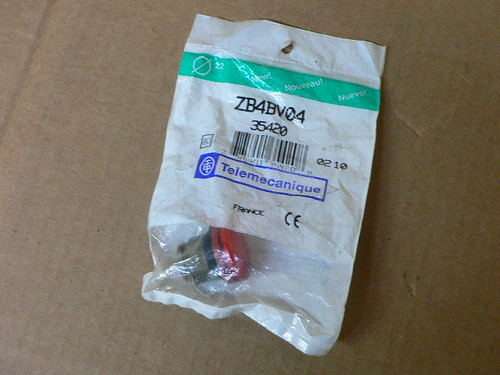 Ø 22
New! Nouveau! Nuevo!
ZB4BV04
35420
0210
Telemecanique
FRANCE CE